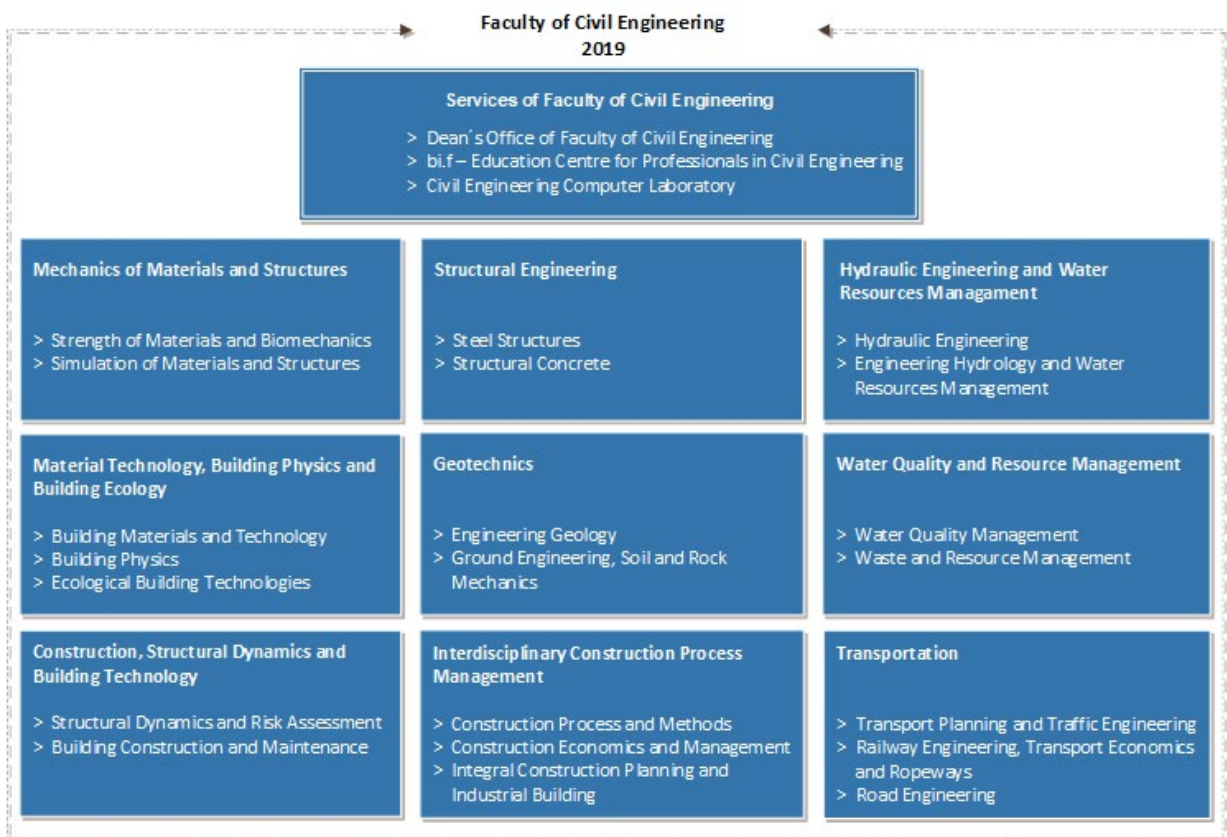 Faculty of Civil Engineering
2019
Services of Faculty of Civil Engineering
> Dean´s Office of Faculty of Civil Engineering
> bi.f – Education Centre for Professionals in Civil Engineering
> Civil Engineering Computer Laboratory
Mechanics of Materials and Structures
> Strength of Materials and Biomechanics
> Simulation of Materials and Structures
Structural Engineering
> Steel Structures
> Structural Concrete
Hydraulic Engineering and Water
Resources Managament
> Hydraulic Engineering
> Engineering Hydrology and Water
Resources Management
Material Technology, Building Physics and
Building Ecology
> Building Materials and Technology
> Building Physics
> Ecological Building Technologies
Geotechnics
> Engineering Geology
> Ground Engineering, Soil and Rock
Mechanics
Water Quality and Resource Management
> Water Quality Management
> Waste and Resource Management
Construction, Structural Dynamics and
Building Technology
> Structural Dynamics and Risk Assessment
> Building Construction and Maintenance
Interdisciplinary Construction Process
Management
> Construction Process and Methods
> Construction Economics and Management
> Integral Construction Planning and
Industrial Building
Transportation
> Transport Planning and Traffic Engineering
> Railway Engineering, Transport Economics
and Ropeways
> Road Engineering